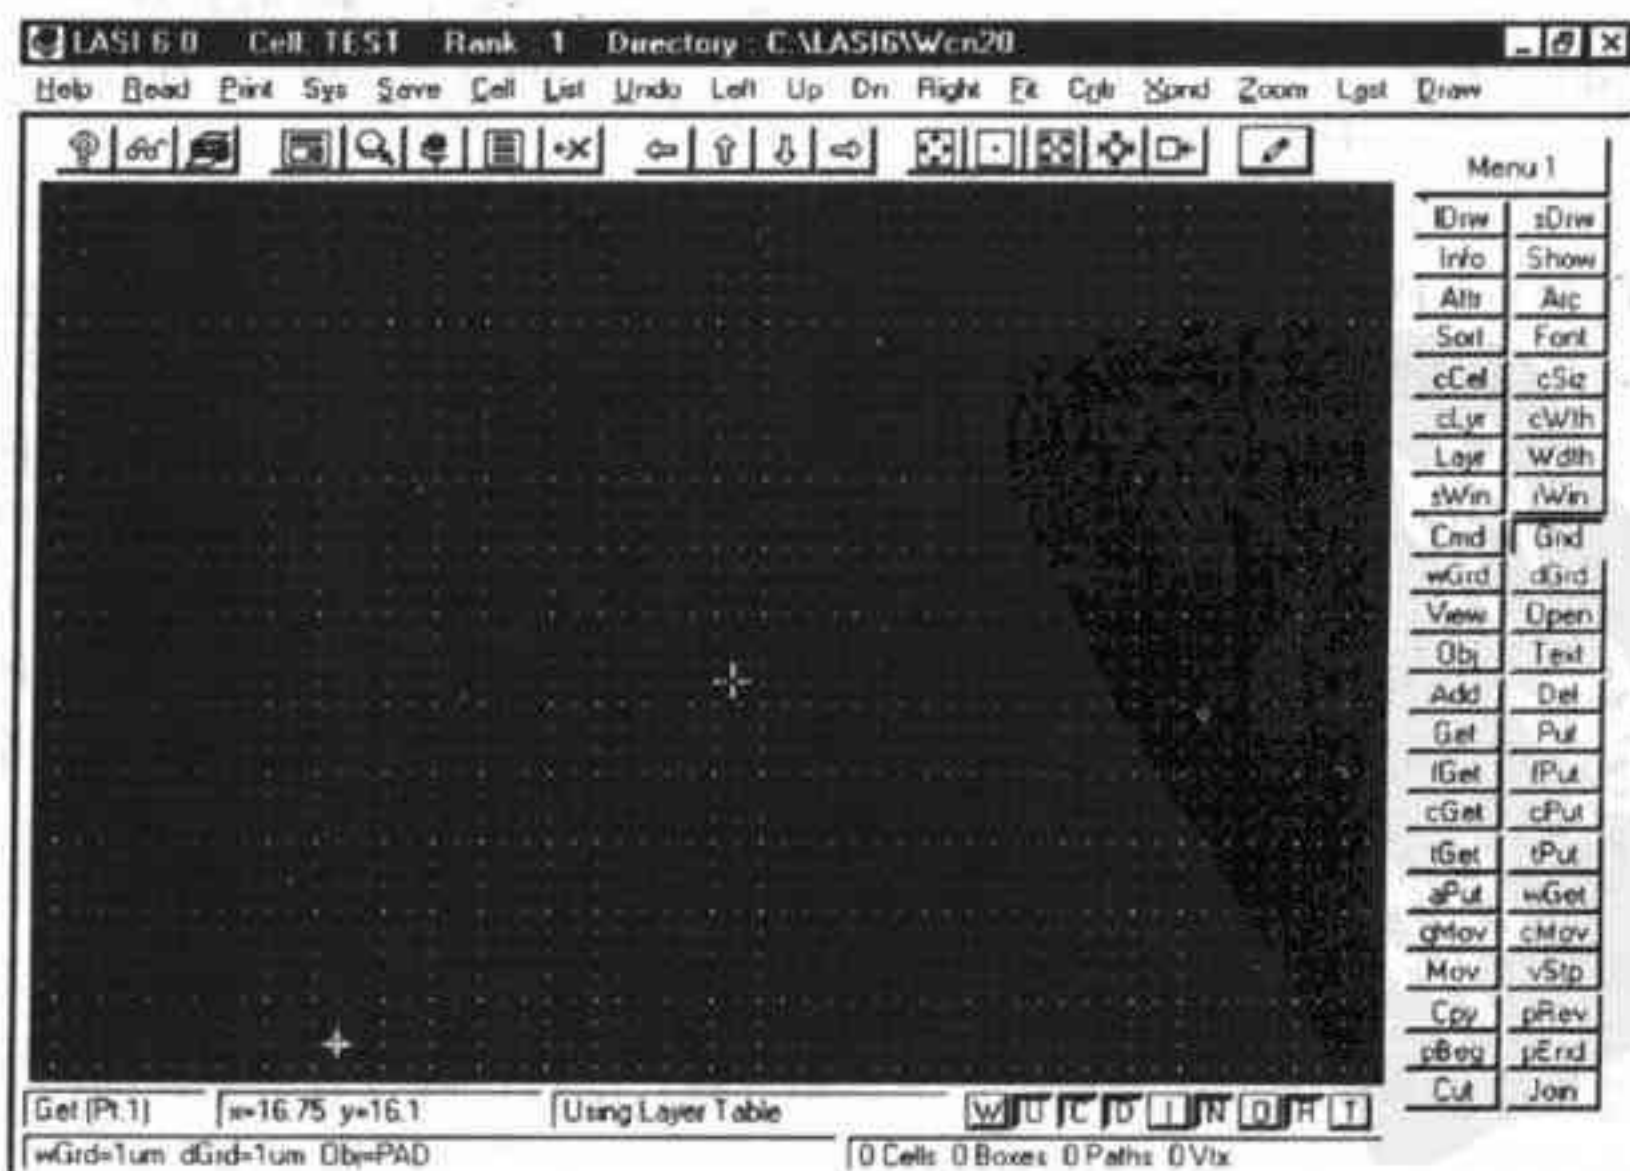 LASI 6.0 Cell: TEST Rank : 1 Directory : C:\LASI6\Wcn20
Help Read Print Sys Save Cell List Undo Left Up Dn Right Fit Cplr Xpnd Zoom Last Draw
Menu 1
lDrw sDrw
Info Show
Attr Arc
Sort Font
cCel cSiz
cLyr cWth
Layr Wdth
sWin rWin
Cmd Grid
wGrd dGrd
View Open
Obj Text
Add Del
Get Put
fGet fPut
cGet cPut
tGet tPut
aPut wGet
qMov cMov
Mov vStp
Cpy pRev
pBeg pEnd
Cut Join
Get (Pt.1) x=16.75 y=16.1 Using Layer Table W U C D I N O R T
wGrd=1um dGrd=1um Obj=PAD 0 Cells 0 Boxes 0 Paths 0 Vtx